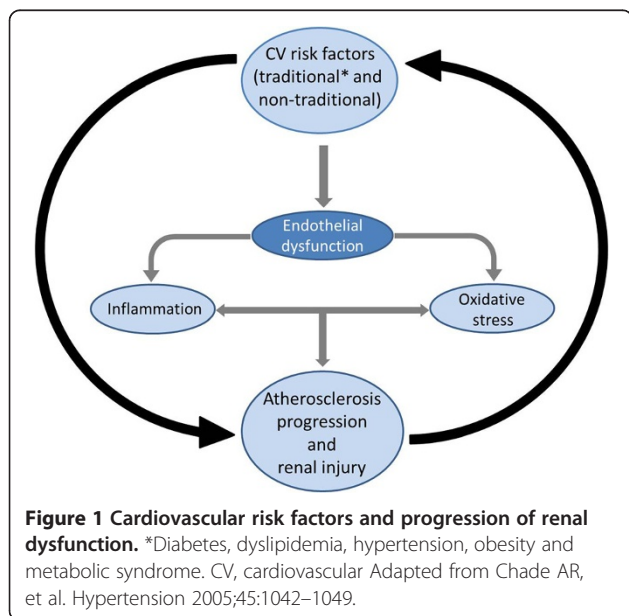 CV risk factors
(traditional* and
non-traditional)
Endothelial
dysfunction
Inflammation
Oxidative
stress
Atherosclerosis
progression
and
renal injury
Figure 1 Cardiovascular risk factors and progression of renal
dysfunction. *Diabetes, dyslipidemia, hypertension, obesity and
metabolic syndrome. CV, cardiovascular Adapted from Chade AR,
et al. Hypertension 2005;45:1042–1049.